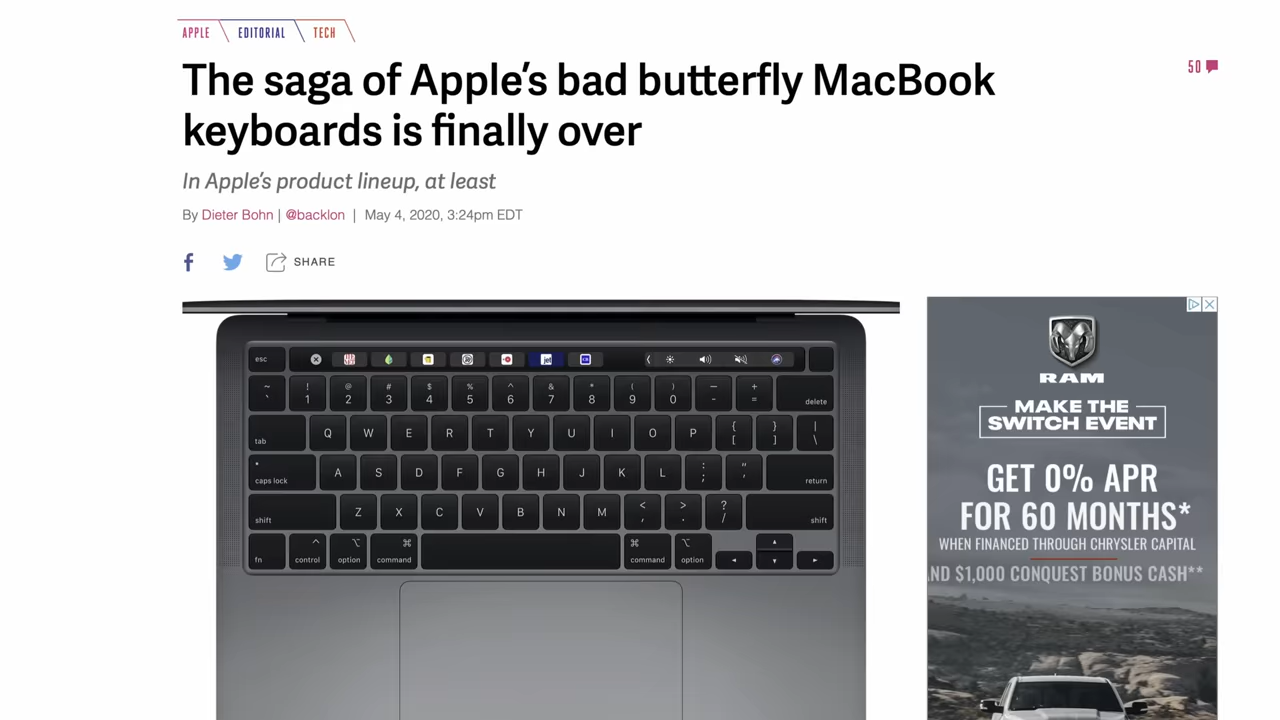 APPLE EDITORIAL TECH
The saga of Apple's bad butterfly MacBook
keyboards is finally over
50
In Apple's product lineup, at least
By Dieter Bohn | @backlon | May 4, 2020, 3:24pm EDT
SHARE
esc
jet
~ ! @ # $ % ^ & * ( ) — +
` 1 2 3 4 5 6 7 8 9 0 - = delete
tab Q W E R T Y U I O P { [ } ] | \
caps lock A S D F G H J K L : ; " ' return
shift Z X C V B N M < , > . ? / shift
fn control option command command option
RAM
MAKE THE
SWITCH EVENT
GET 0% APR
FOR 60 MONTHS*
WHEN FINANCED THROUGH CHRYSLER CAPITAL
AND $1,000 CONQUEST BONUS CASH**